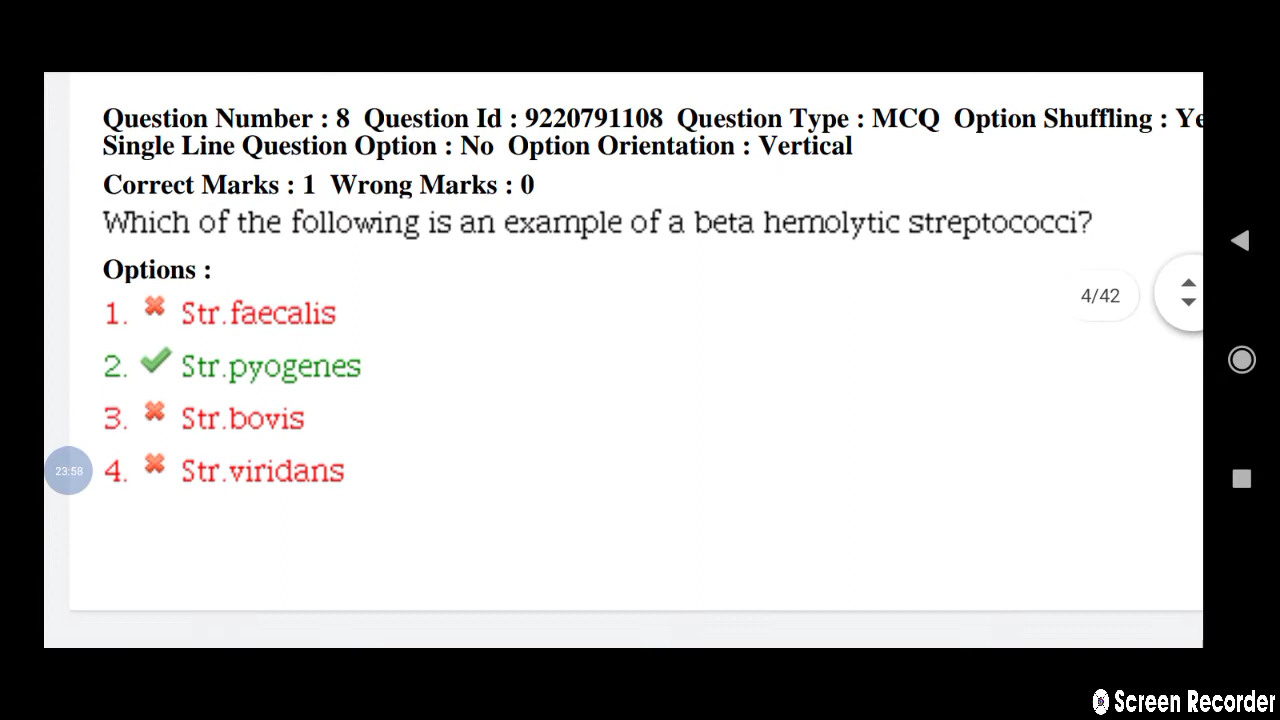 Question Number : 8 Question Id : 9220791108 Question Type : MCQ Option Shuffling : Ye
Single Line Question Option : No Option Orientation : Vertical
Correct Marks : 1 Wrong Marks : 0
Which of the following is an example of a beta hemolytic streptococci?
Options :
1. Str.faecalis
4/42
2. Str.pyogenes
3. Str.bovis
23:58
4. Str.viridans
Screen Recorder